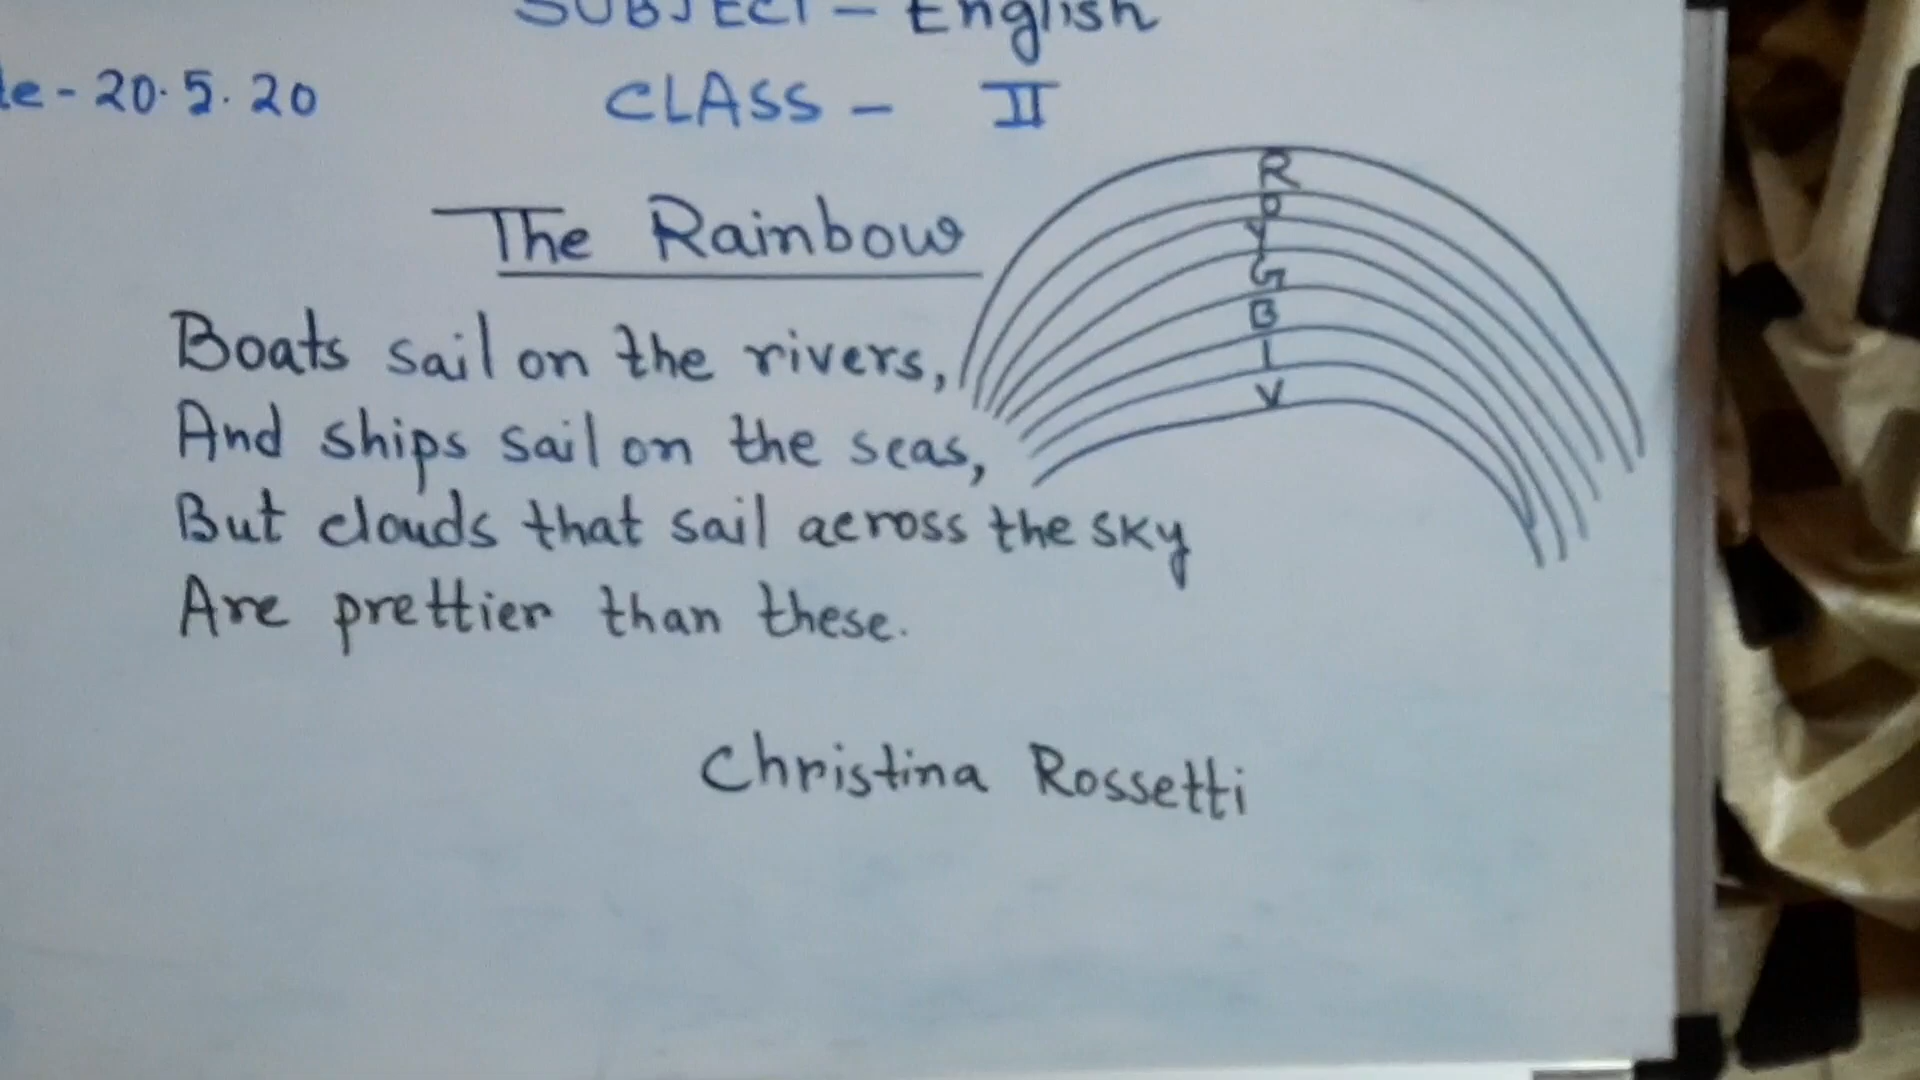 SUBJECT - English
te - 20.5.20
CLASS - II
The Rainbow
Boats sail on the rivers,
And ships sail on the seas,
But clouds that sail across the sky
Are prettier than these.
Christina Rossetti
R
O
Y
G
B
I
V